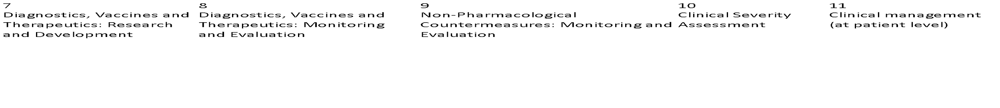 7
Diagnostics, Vaccines and
Therapeutics: Research
and Development
8
Diagnostics, Vaccines and
Therapeutics: Monitoring
and Evaluation
9
Non-Pharmacological
Countermeasures: Monitoring and
Evaluation
10
Clinical Severity
Assessment
11
Clinical management
(at patient level)